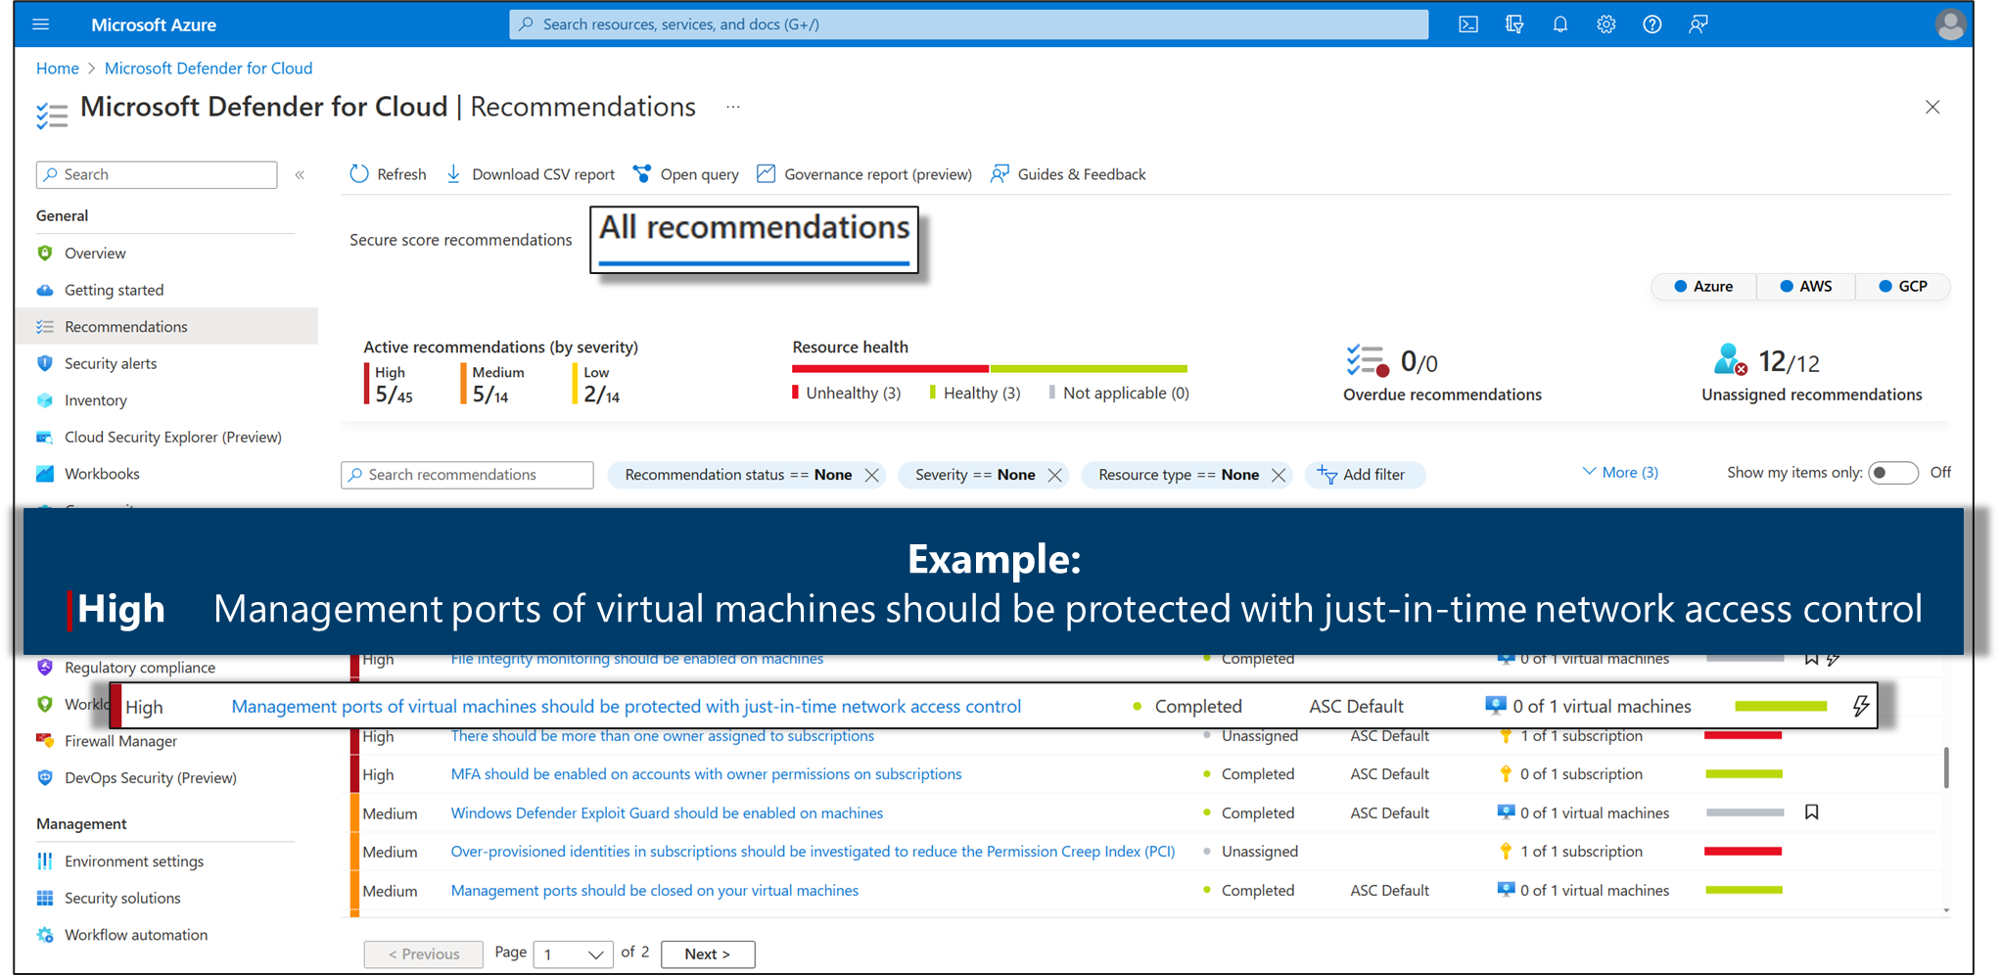 Microsoft Azure
Search resources, services, and docs (G+/)
Home > Microsoft Defender for Cloud
Microsoft Defender for Cloud | Recommendations ...
Search «
Refresh Download CSV report Open query Governance report (preview) Guides & Feedback
General
Overview
Getting started
Recommendations
Security alerts
Inventory
Cloud Security Explorer (Preview)
Workbooks
Secure score recommendations All recommendations
Azure AWS GCP
Active recommendations (by severity)
High 5/45
Medium 5/14
Low 2/14
Resource health
Unhealthy (3) Healthy (3) Not applicable (0)
0/0
Overdue recommendations
12/12
Unassigned recommendations
Search recommendations Recommendation status == None Severity == None Resource type == None Add filter More (3) Show my items only: Off
Example:
High Management ports of virtual machines should be protected with just-in-time network access control
Regulatory compliance
High File integrity monitoring should be enabled on machines Completed 0 of 1 virtual machines
High Management ports of virtual machines should be protected with just-in-time network access control Completed ASC Default 0 of 1 virtual machines
Firewall Manager
DevOps Security (Preview)
Management
Environment settings
Security solutions
Workflow automation
High There should be more than one owner assigned to subscriptions Unassigned ASC Default 1 of 1 subscription
High MFA should be enabled on accounts with owner permissions on subscriptions Completed ASC Default 0 of 1 subscription
Medium Windows Defender Exploit Guard should be enabled on machines Completed ASC Default 0 of 1 virtual machines
Medium Over-provisioned identities in subscriptions should be investigated to reduce the Permission Creep Index (PCI) Unassigned 1 of 1 subscription
Medium Management ports should be closed on your virtual machines Completed ASC Default 0 of 1 virtual machines
< Previous Page 1 of 2 Next >